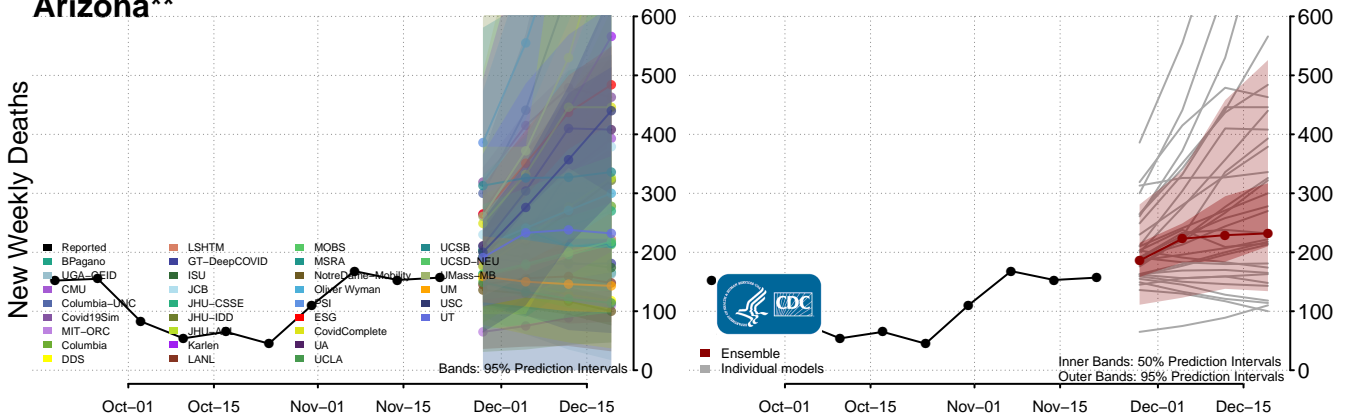 Arizona**
New Weekly Deaths
600
500
400
300
200
100
0
Reported
BPagano
UGA−CEID
CMU
Columbia−UNC
Covid19Sim
MIT−ORC
Columbia
DDS
LSHTM
GT−DeepCOVID
ISU
JCB
JHU−CSSE
JHU−IDD
Karlen
LANL
MOBS
MSRA
NotreDame−Mobility
Oliver Wyman
PSI
ESG
CovidComplete
UA
UCLA
UCSB
UCSD−NEU
UMass−MB
UM
USC
UT
Bands: 95% Prediction Intervals
Oct−01 Oct−15 Nov−01 Nov−15 Dec−01 Dec−15
600
500
400
300
200
100
0
CDC
Ensemble
Individual models
Inner Bands: 50% Prediction Intervals
Outer Bands: 95% Prediction Intervals
Oct−01 Oct−15 Nov−01 Nov−15 Dec−01 Dec−15